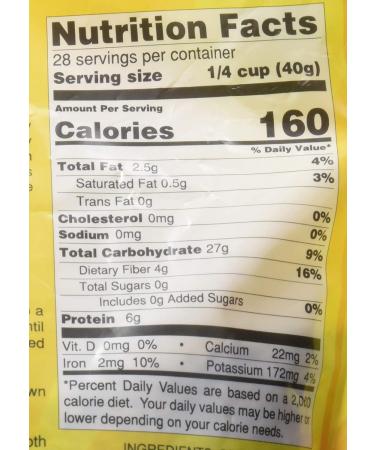 Nutrition Facts
28 servings per container
Serving size 1/4 cup (40g)
Amount Per Serving
Calories 160
% Daily Value*
Total Fat 2.5g 4%
Saturated Fat 0.5g 3%
Trans Fat 0g
Cholesterol 0mg 0%
Sodium 0mg 0%
Total Carbohydrate 27g 9%
Dietary Fiber 4g 16%
Total Sugars 0g
Includes 0g Added Sugars 0%
Protein 6g
Vit. D 0mg 0% • Calcium 22mg 2%
Iron 2mg 10% • Potassium 172mg 4%
*Percent Daily Values are based on a 2,000
calorie diet. Your daily values may be higher or
lower depending on your calorie needs.